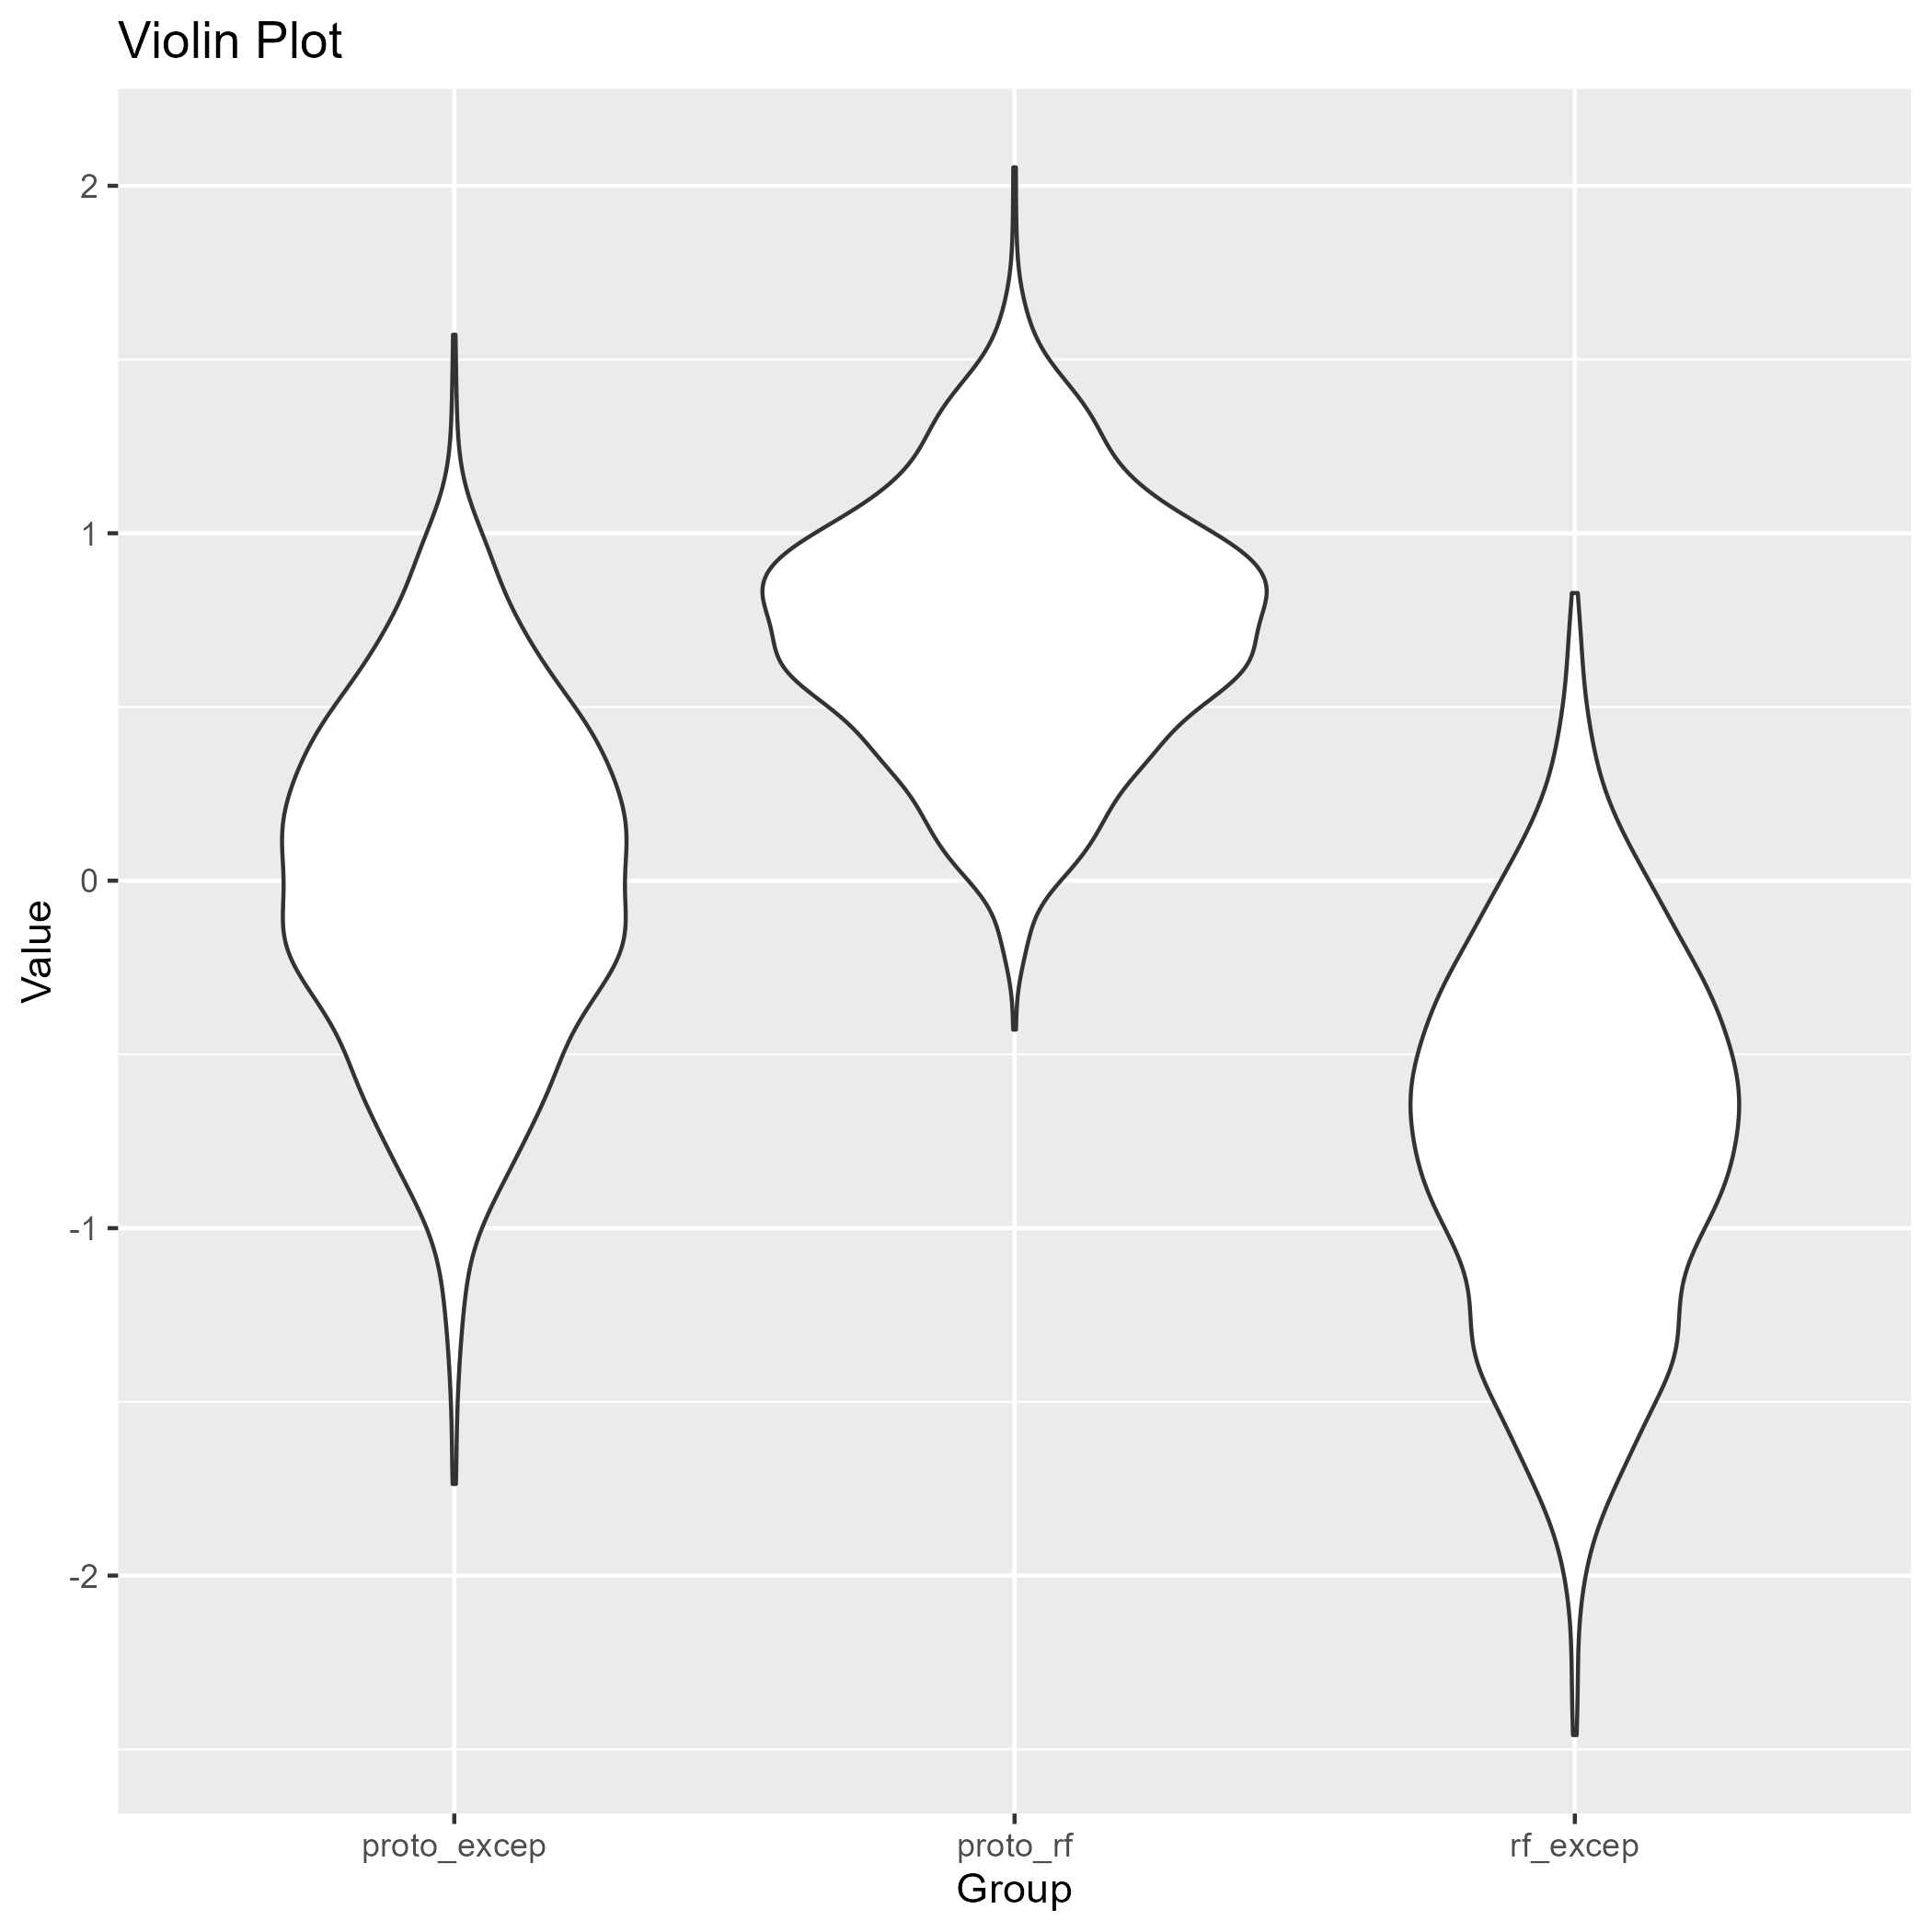 Violin Plot
Value
2
1
0
-1
-2
proto_excep
proto_rf
rf_excep
Group